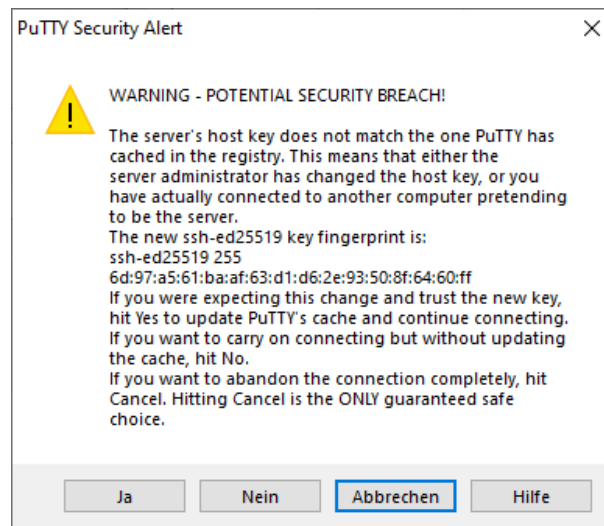 PuTTY Security Alert
WARNING - POTENTIAL SECURITY BREACH!
The server's host key does not match the one PuTTY has
cached in the registry. This means that either the
server administrator has changed the host key, or you
have actually connected to another computer pretending
to be the server.
The new ssh-ed25519 key fingerprint is:
ssh-ed25519 255
6d:97:a5:61:ba:af:63:d1:d6:2e:93:50:8f:64:60:ff
If you were expecting this change and trust the new key,
hit Yes to update PuTTY's cache and continue connecting.
If you want to carry on connecting but without updating
the cache, hit No.
If you want to abandon the connection completely, hit
Cancel. Hitting Cancel is the ONLY guaranteed safe
choice.
Ja Nein Abbrechen Hilfe